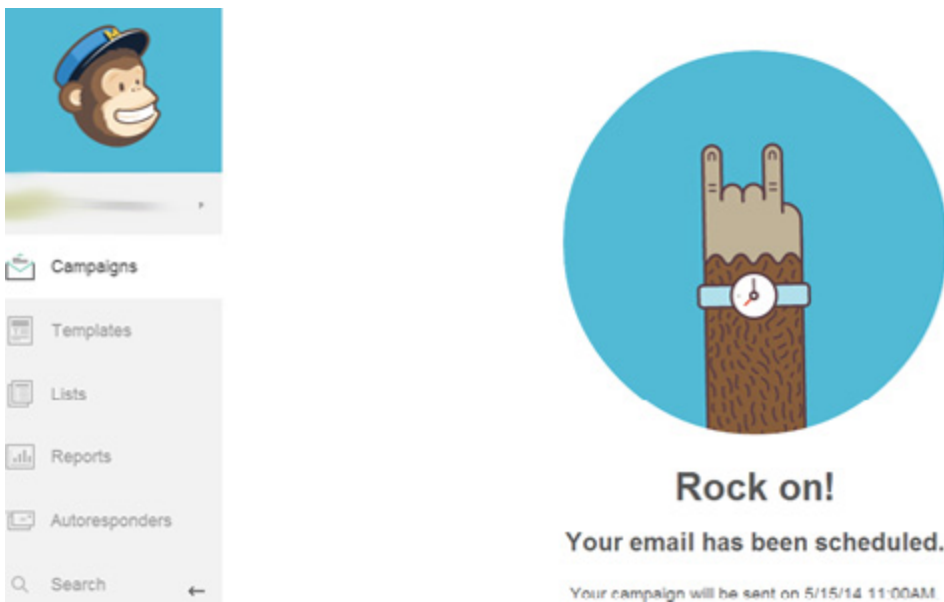 Campaigns
Templates
Lists
Reports
Autoresponders
Search
Rock on!
Your email has been scheduled.
Your campaign will be sent on 5/15/14 11:00AM.